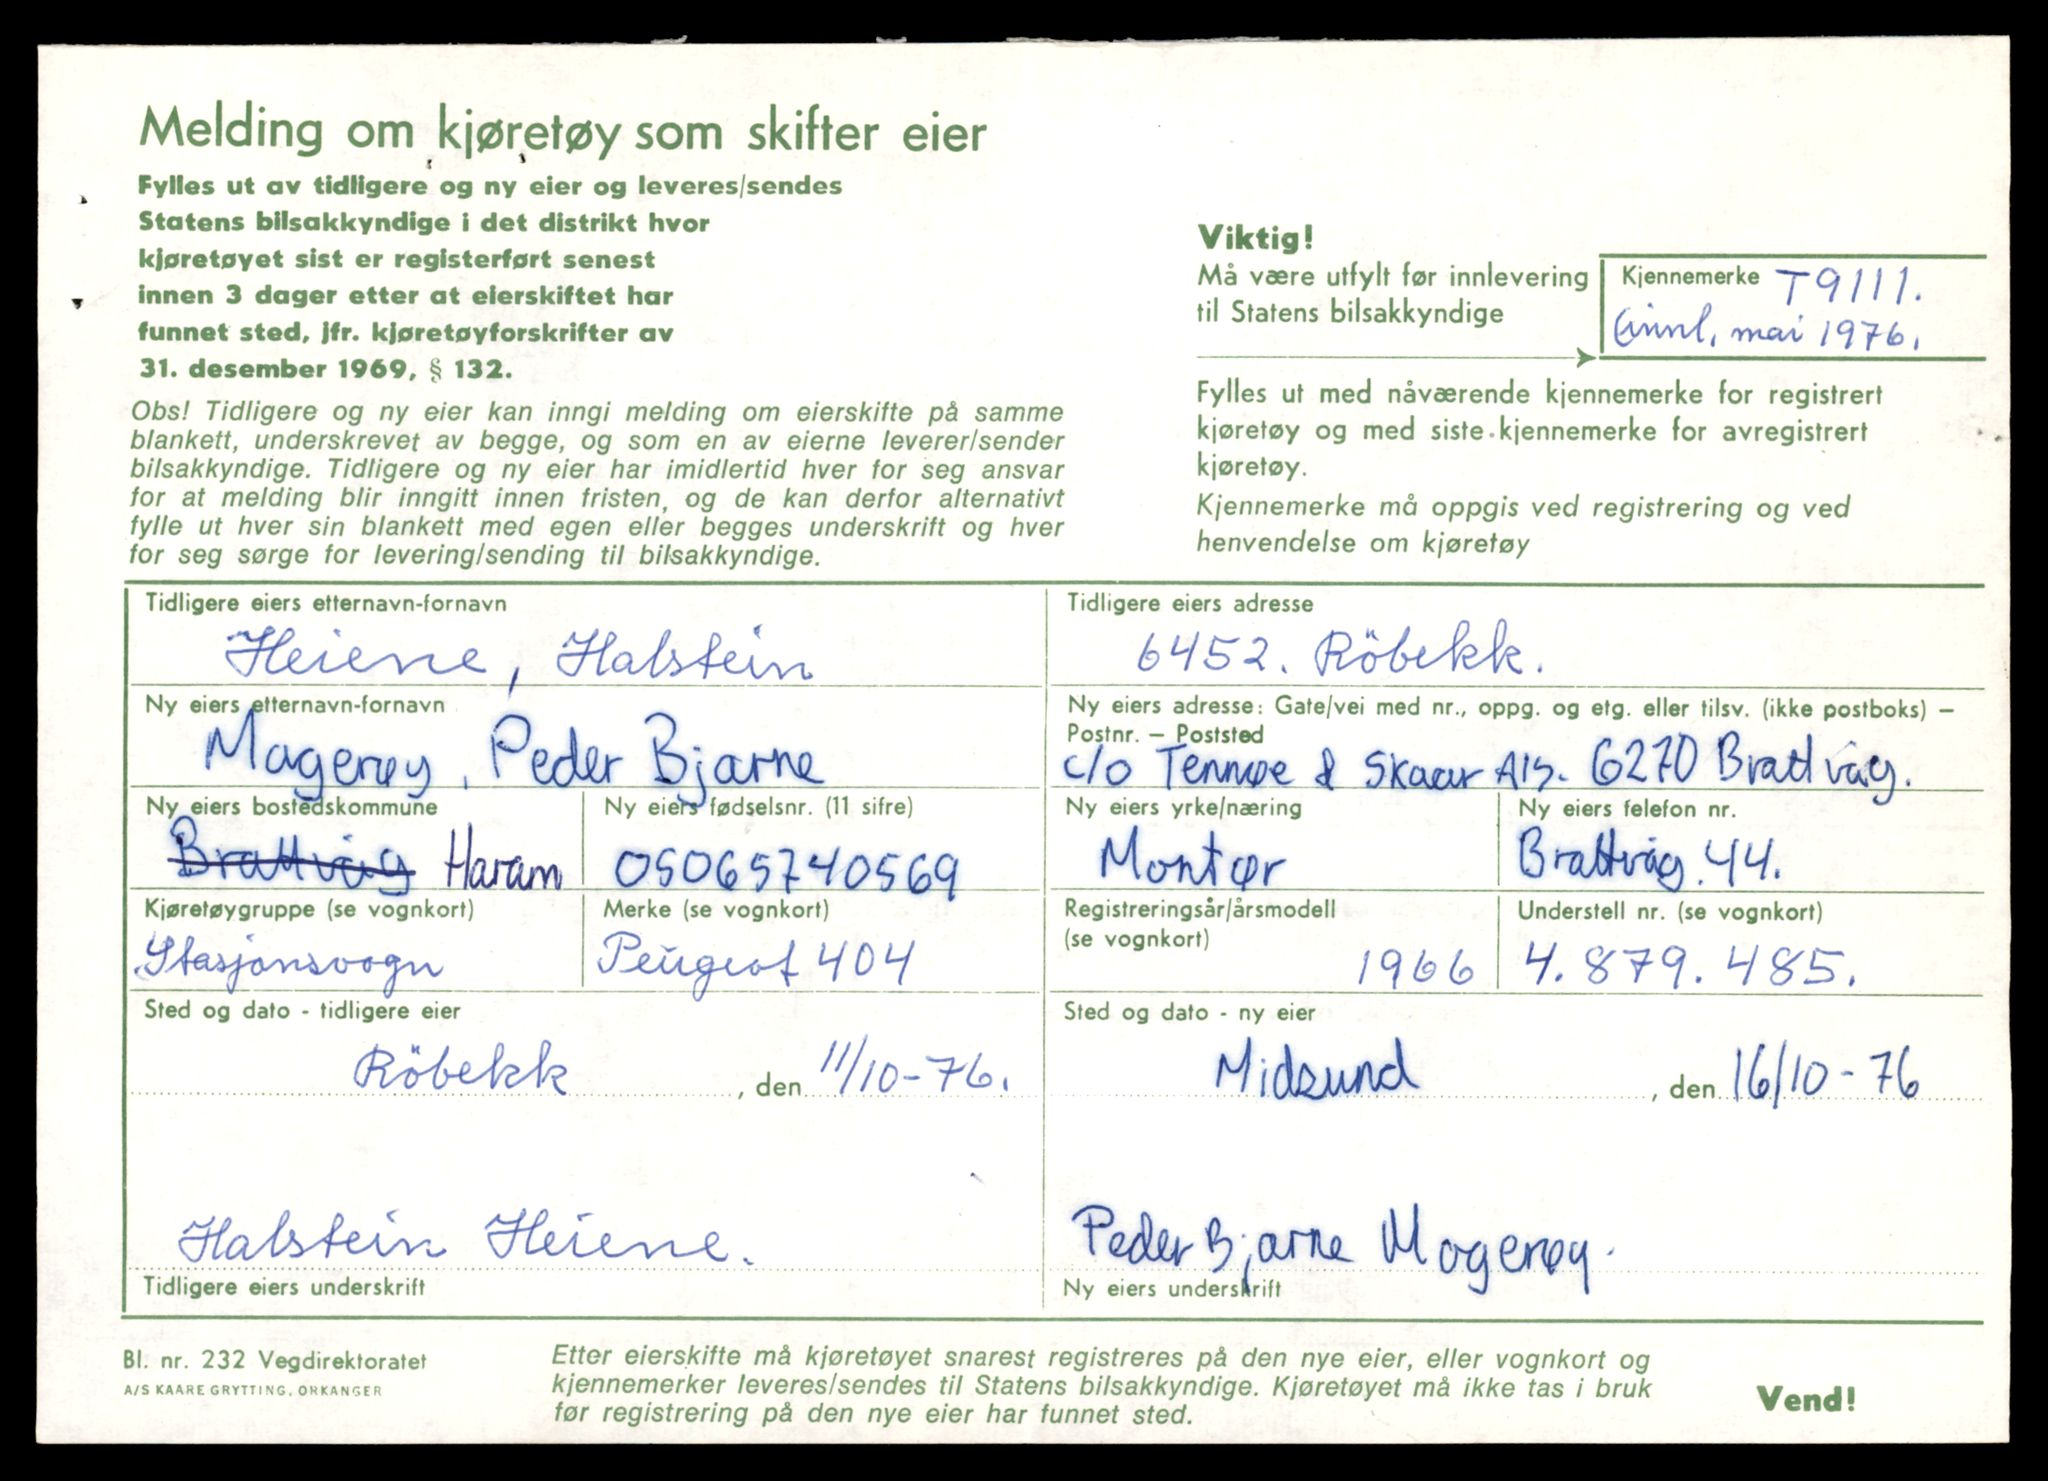 Melding om kjøretøy som skifter eier
Fylles ut av tidligere og ny eier og leveres/sendes
Statens bilsakkyndige i det distrikt hvor
kjøretøyet sist er registerført senest
innen 3 dager etter at eierskiftet har
funnet sted, jfr. kjøretøyforskrifter av
31. desember 1969, § 132.
Obs! Tidligere og ny eier kan inngi melding om eierskifte på samme
blankett, underskrevet av begge, og som en av eierne leverer/sender
bilsakkyndige. Tidligere og ny eier har imidlertid hver for seg ansvar
for at melding blir inngitt innen fristen, og de kan derfor alternativt
fylle ut hver sin blankett med egen eller begges underskrift og hver
for seg sørge for levering/sending til bilsakkyndige.
Viktig!
Må være utfylt før innlevering
til Statens bilsakkyndige
Kjennemerke T9111.
innl. mai 1976.
Fylles ut med nåværende kjennemerke for registrert
kjøretøy og med siste kjennemerke for avregistrert
kjøretøy.
Kjennemerke må oppgis ved registrering og ved
henvendelse om kjøretøy
Tidligere eiers etternavn-fornavn
Heiene, Halstein
Tidligere eiers adresse
6452. Röbekk.
Ny eiers etternavn-fornavn
Magerøy, Peder Bjarne
Ny eiers adresse: Gate/vei med nr., oppg. og etg. eller tilsv. (ikke postboks) –
Postnr. – Poststed
c/o Tennøe & Skaar A/S. 6270 Brattvåg.
Ny eiers bostedskommune
Brattvåg Haram
Ny eiers fødselsnr. (11 sifre)
05065740569
Ny eiers yrke/næring
Montør
Ny eiers telefon nr.
Brattvåg. 44.
Kjøretøygruppe (se vognkort)
Stasjonsvogn
Merke (se vognkort)
Peugeot 404
Registreringsår/årsmodell
(se vognkort)
1966
Understell nr. (se vognkort)
4.879.485.
Sted og dato - tidligere eier
Röbekk, den 11/10-76.
Sted og dato - ny eier
Midsund, den 16/10-76
Halstein Heiene.
Tidligere eiers underskrift
Peder Bjarne Magerøy.
Ny eiers underskrift
Bl. nr. 232 Vegdirektoratet
A/S KAARE GRYTTING, ORKANGER
Etter eierskifte må kjøretøyet snarest registreres på den nye eier, eller vognkort og
kjennemerker leveres/sendes til Statens bilsakkyndige. Kjøretøyet må ikke tas i bruk
før registrering på den nye eier har funnet sted.
Vend!